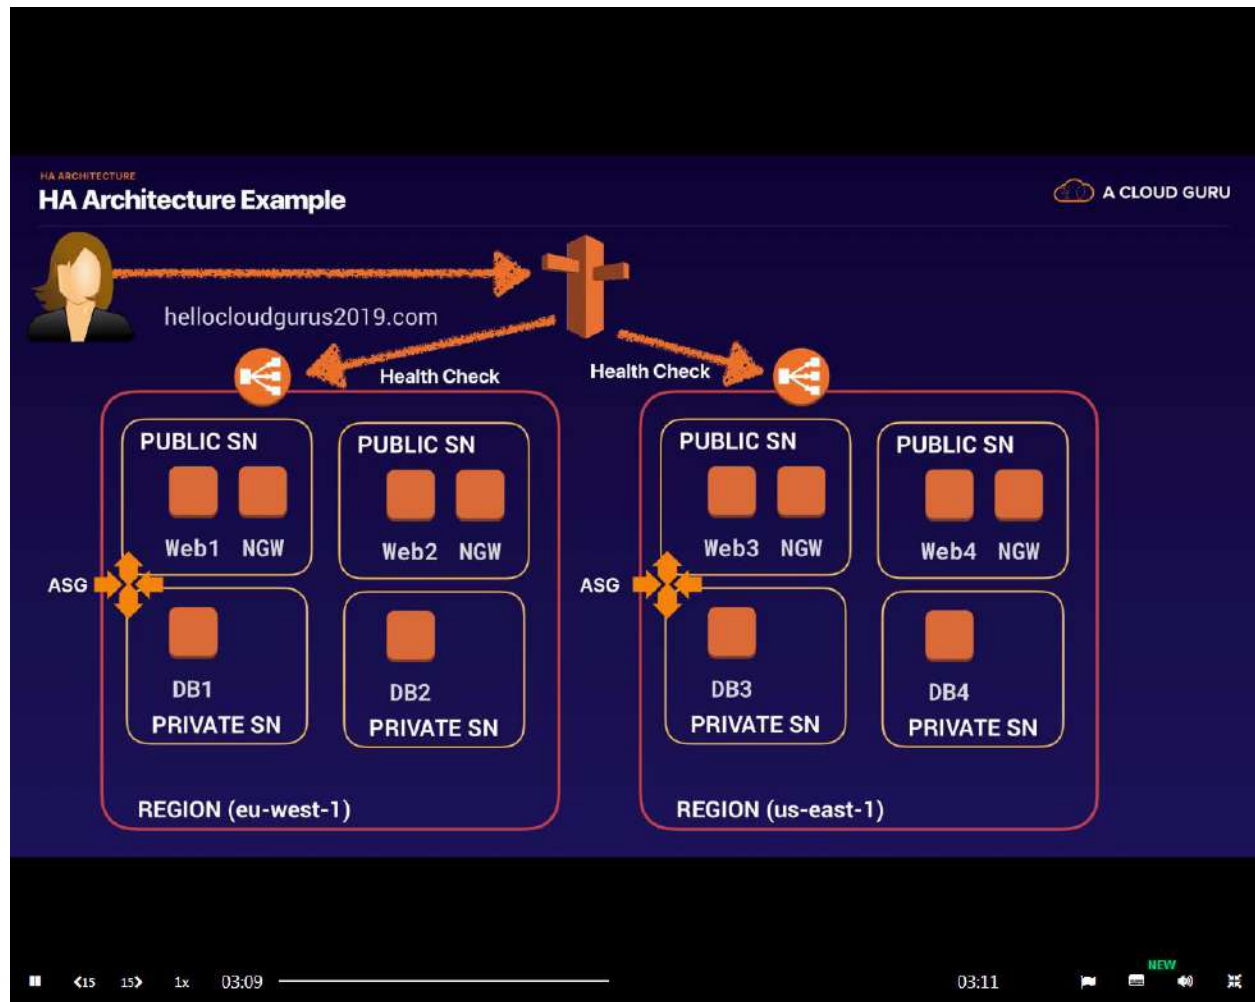 HA ARCHITECTURE
HA Architecture Example
A CLOUD GURU
hellocloudgurus2019.com
Health Check
Health Check
PUBLIC SN
Web1 NGW
PUBLIC SN
Web2 NGW
ASG
DB1
PRIVATE SN
DB2
PRIVATE SN
REGION (eu-west-1)
PUBLIC SN
Web3 NGW
PUBLIC SN
Web4 NGW
ASG
DB3
PRIVATE SN
DB4
PRIVATE SN
REGION (us-east-1)
15 15 1x 03:09 03:11
NEW